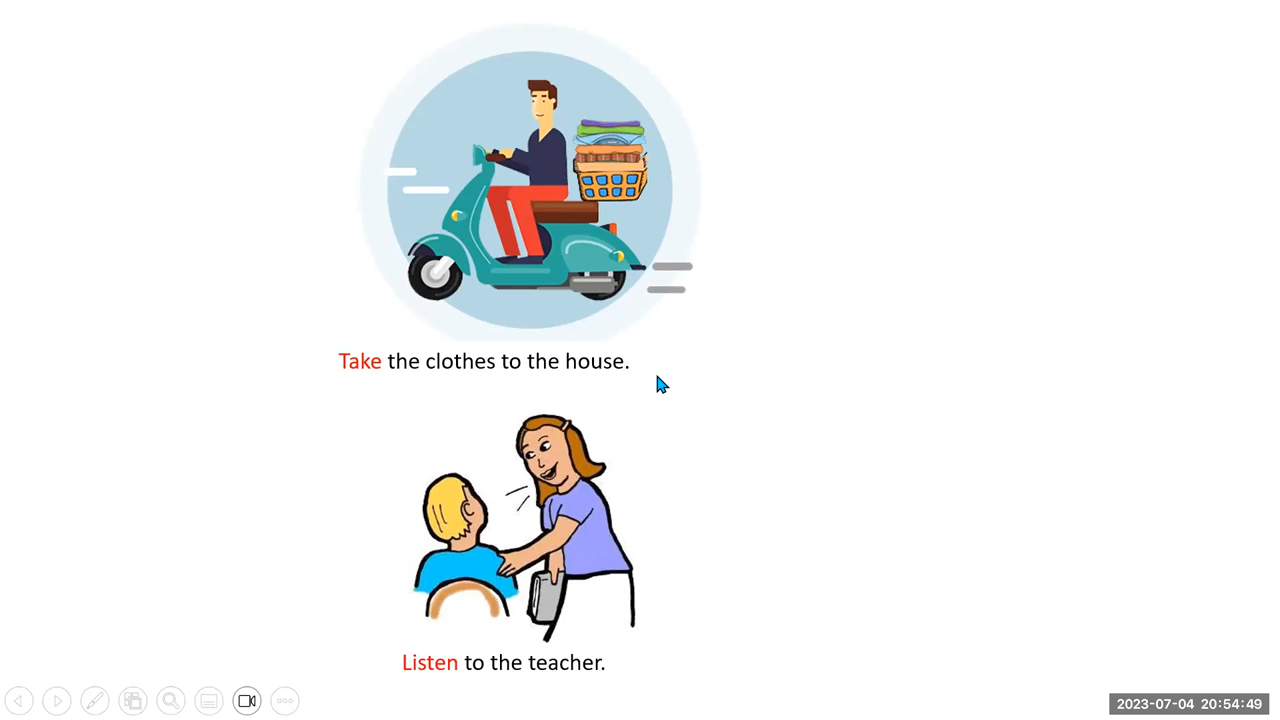 Take the clothes to the house.
Listen to the teacher.
2023-07-04 20:54:49